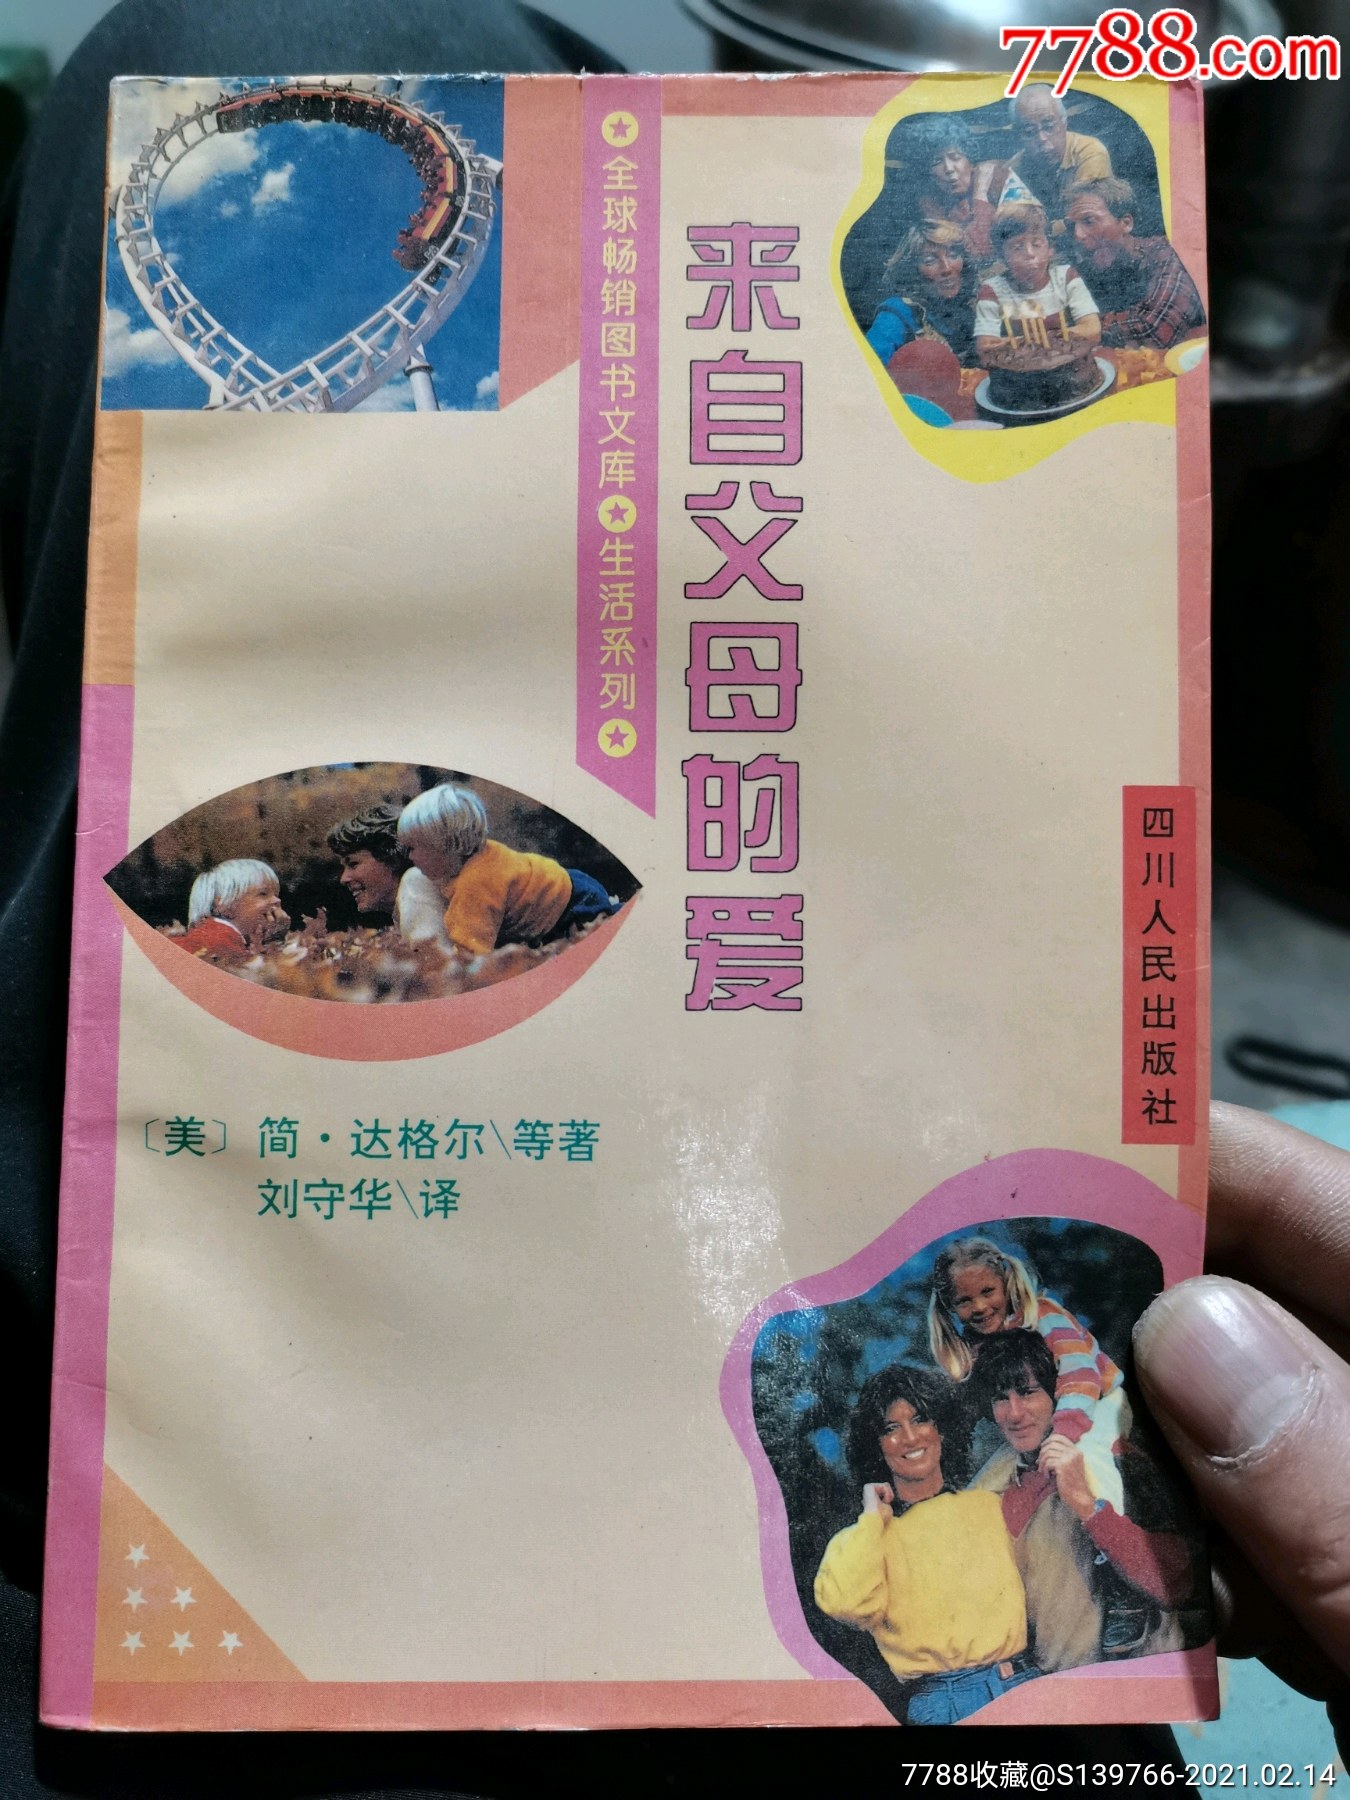 7788.com
★全球畅销图书文库★生活系列★
来自父母的爱
四川人民出版社
〔美〕简·达格尔\等著
刘守华\译
7788收藏@S139766-2021.02.14